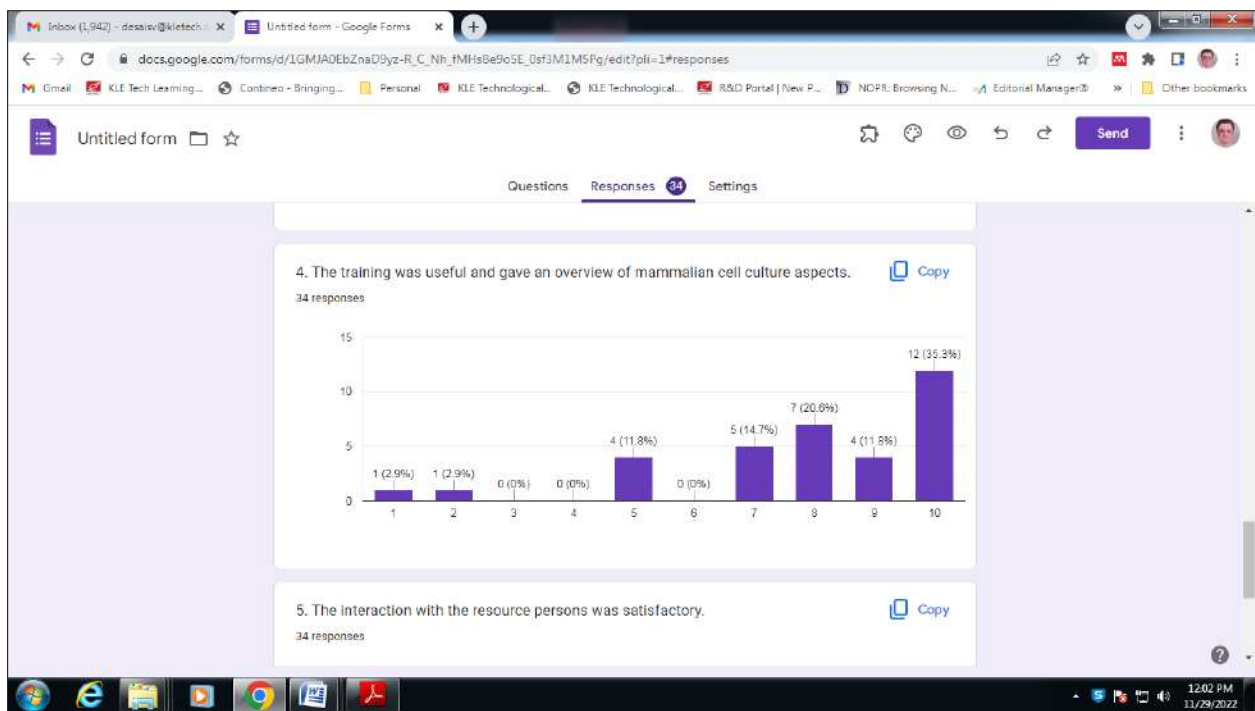 Inbox (1,942) - desaisv@kletech.
Untitled form - Google Forms
docs.google.com/forms/d/
Gmail
KLE Tech Learning...
Contineo - Bringing...
Personal
KLE Technological...
KLE Technological...
R&D Portal | New P...
NOPR: Browsing N...
Editorial Manager®
»
Other bookmarks
Untitled form
Send
Questions
Responses 34
Settings
4. The training was useful and gave an overview of mammalian cell culture aspects.
Copy
34 responses
15
10
5
0
1 (2.9%)
1 (2.9%)
0 (0%)
0 (0%)
4 (11.8%)
0 (0%)
5 (14.7%)
7 (20.6%)
4 (11.8%)
12 (35.3%)
1 2 3 4 5 6 7 8 9 10
5. The interaction with the resource persons was satisfactory.
Copy
34 responses
12:02 PM
11/29/2022